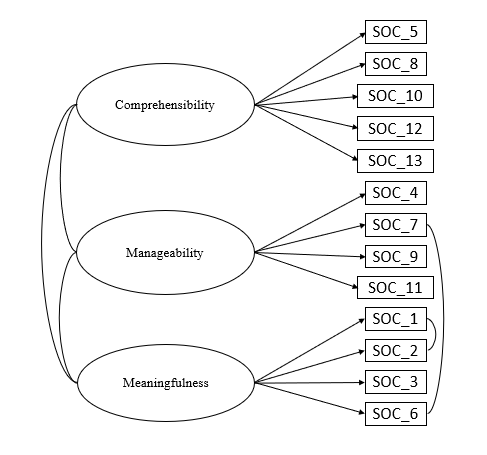 Comprehensibility
SOC_5
SOC_8
SOC_10
SOC_12
SOC_13
Manageability
SOC_4
SOC_7
SOC_9
SOC_11
Meaningfulness
SOC_1
SOC_2
SOC_3
SOC_6